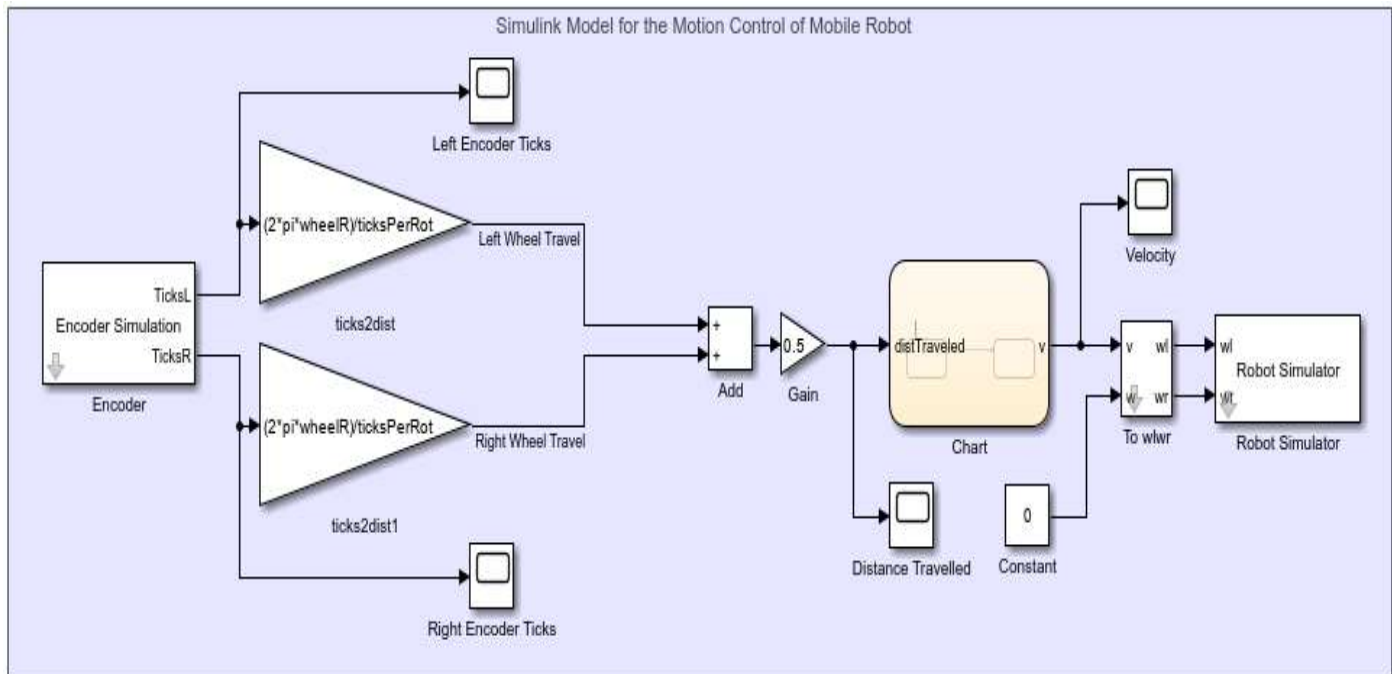 Simulink Model for the Motion Control of Mobile Robot
Left Encoder Ticks
(2*pi*wheelR)/ticksPerRot
Left Wheel Travel
ticks2dist
TicksL
Encoder Simulation
TicksR
Encoder
(2*pi*wheelR)/ticksPerRot
Right Wheel Travel
ticks2dist1
Right Encoder Ticks
+
+
Add
0.5
Gain
distTraveled
v
Chart
Distance Travelled
Velocity
0
Constant
v
wl
w
wr
To wlwr
wl
Robot Simulator
wr
Robot Simulator